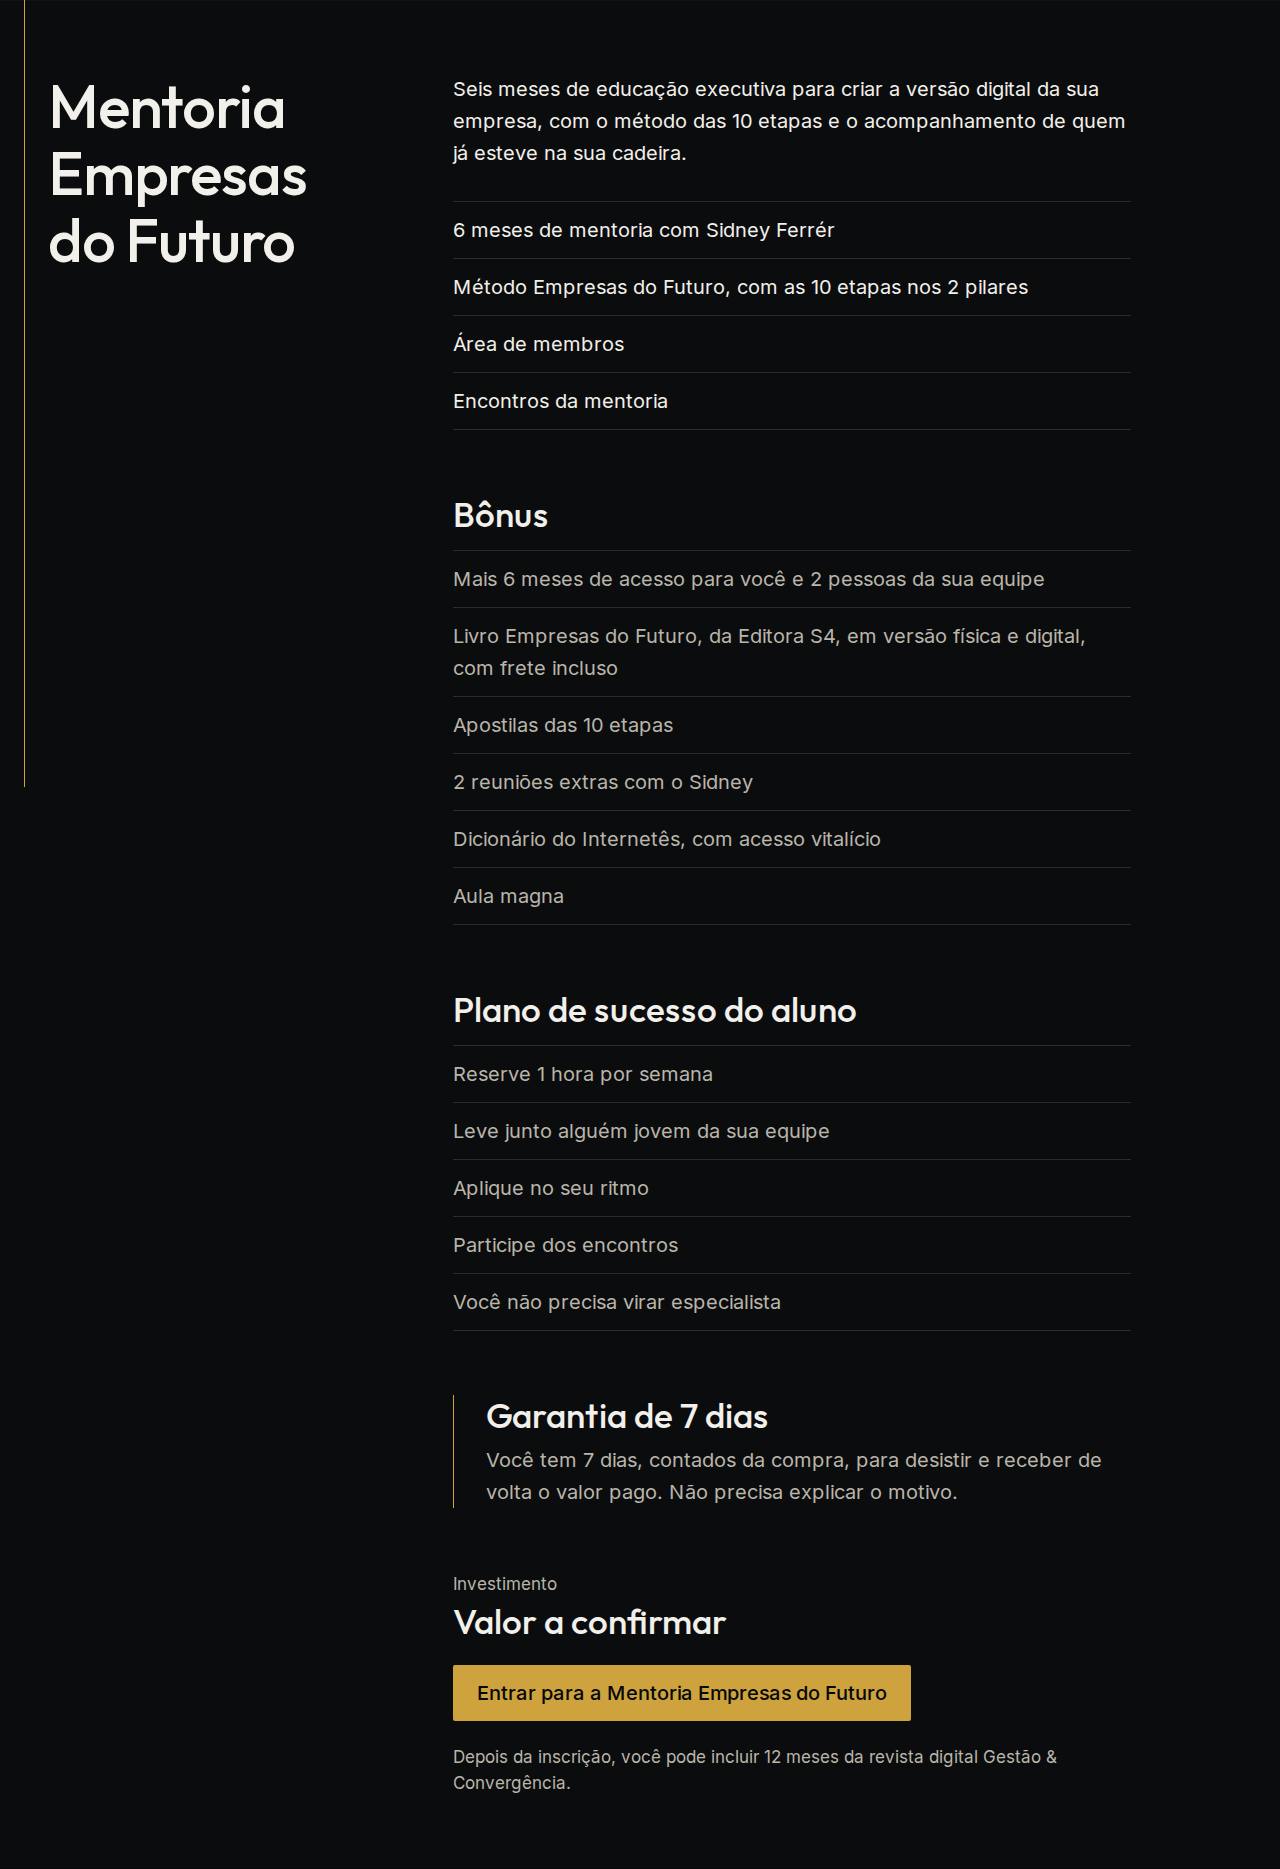 Mentoria
Empresas
do Futuro
Seis meses de educação executiva para criar a versão digital da sua
empresa, com o método das 10 etapas e o acompanhamento de quem
já esteve na sua cadeira.
6 meses de mentoria com Sidney Ferrér
Método Empresas do Futuro, com as 10 etapas nos 2 pilares
Área de membros
Encontros da mentoria
Bônus
Mais 6 meses de acesso para você e 2 pessoas da sua equipe
Livro Empresas do Futuro, da Editora S4, em versão física e digital,
com frete incluso
Apostilas das 10 etapas
2 reuniões extras com o Sidney
Dicionário do Internetês, com acesso vitalício
Aula magna
Plano de sucesso do aluno
Reserve 1 hora por semana
Leve junto alguém jovem da sua equipe
Aplique no seu ritmo
Participe dos encontros
Você não precisa virar especialista
Garantia de 7 dias
Você tem 7 dias, contados da compra, para desistir e receber de
volta o valor pago. Não precisa explicar o motivo.
Investimento
Valor a confirmar
Entrar para a Mentoria Empresas do Futuro
Depois da inscrição, você pode incluir 12 meses da revista digital Gestão &
Convergência.